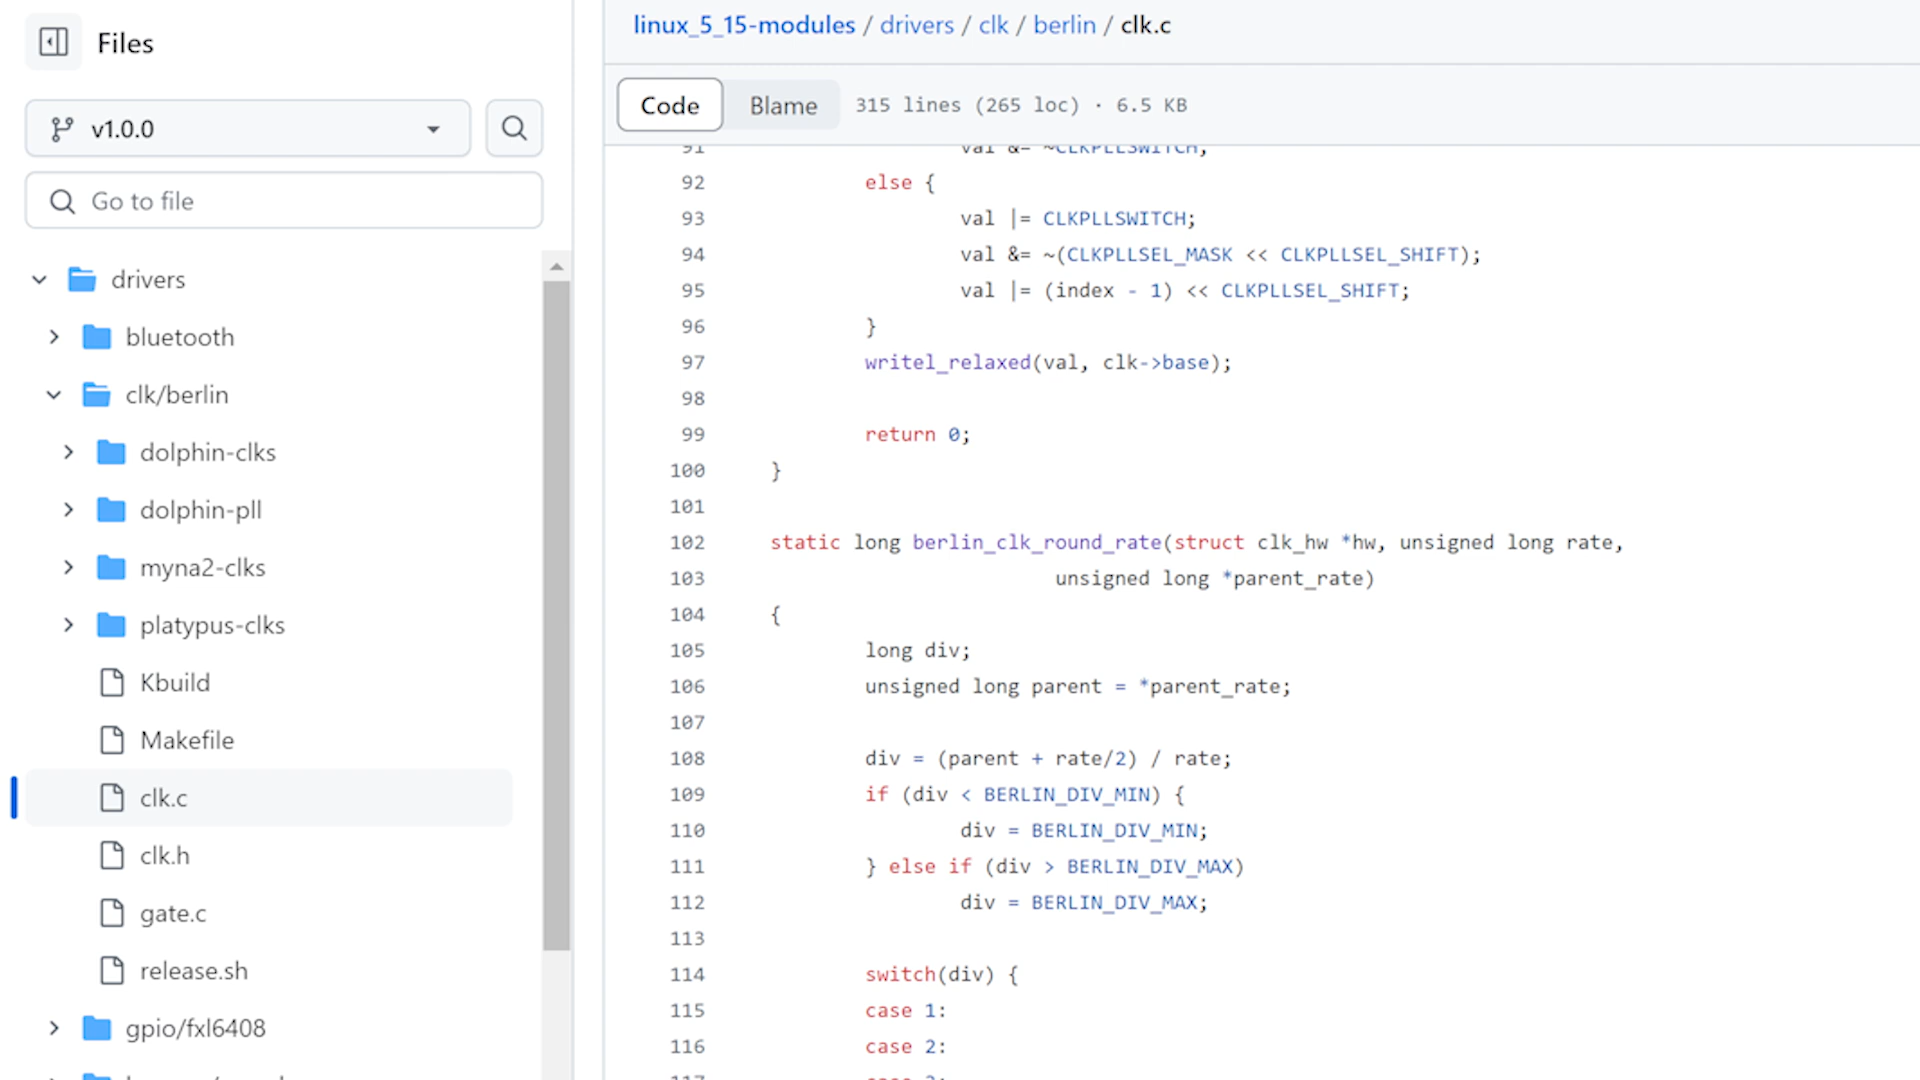 Files
v1.0.0
Go to file
drivers
bluetooth
clk/berlin
dolphin-clks
dolphin-pll
myna2-clks
platypus-clks
Kbuild
Makefile
clk.c
clk.h
gate.c
release.sh
gpio/fxl6408
linux_5_15-modules / drivers / clk / berlin / clk.c
Code Blame 315 lines (265 loc) · 6.5 KB
91 val &= ~CLKPLLSWITCH;
92 else {
93 val |= CLKPLLSWITCH;
94 val &= ~(CLKPLLSEL_MASK << CLKPLLSEL_SHIFT);
95 val |= (index - 1) << CLKPLLSEL_SHIFT;
96 }
97 writel_relaxed(val, clk->base);
98
99 return 0;
100 }
101
102 static long berlin_clk_round_rate(struct clk_hw *hw, unsigned long rate,
103 unsigned long *parent_rate)
104 {
105 long div;
106 unsigned long parent = *parent_rate;
107
108 div = (parent + rate/2) / rate;
109 if (div < BERLIN_DIV_MIN) {
110 div = BERLIN_DIV_MIN;
111 } else if (div > BERLIN_DIV_MAX)
112 div = BERLIN_DIV_MAX;
113
114 switch(div) {
115 case 1:
116 case 2: